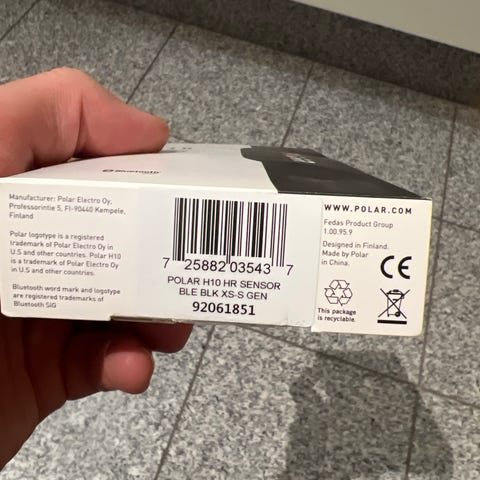 Bluetooth
Manufacturer: Polar Electro Oy,
Professorintie 5, FI-90440 Kempele,
Finland
Polar logotype is a registered
trademark of Polar Electro Oy in
U.S and other countries. Polar H10
is a trademark of Polar Electro Oy
in U.S and other countries.
Bluetooth word mark and logotype
are registered trademarks of
Bluetooth SIG
7 25882 03543 7
POLAR H10 HR SENSOR
BLE BLK XS-S GEN
92061851
WWW.POLAR.COM
Fedas Product Group
1.00.95.9
Designed in Finland.
Made by Polar
in China.
CE
This package
is recyclable.